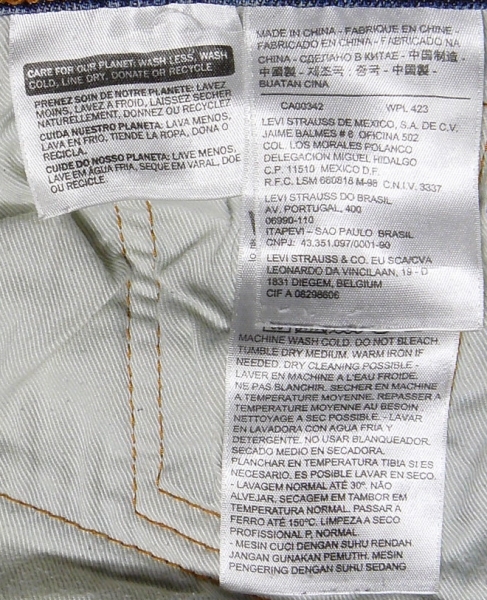 CARE FOR OUR PLANET: WASH LESS, WASH
COLD, LINE DRY, DONATE OR RECYCLE
PRENEZ SOIN DE NOTRE PLANETE: LAVEZ
MOINS, LAVEZ A FROID, LAISSEZ SECHER
NATURELLEMENT, DONNEZ OU RECYCLEZ
CUIDA NUESTRO PLANETA: LAVA MENOS,
LAVA EN FRIO, TIENDE LA ROPA, DONA O
RECICLA.
CUIDE DO NOSSO PLANETA: LAVE MENOS,
LAVE EM ÁGUA FRIA, SEQUE EM VARAL, DOE
OU RECICLE.
MADE IN CHINA - FABRIQUE EN CHINE -
FABRICADO EN CHINA - FABRICADO NA
CHINA - СДЕЛАНО В КИТАЕ - 中国制造 -
中國製 - 제조국 : 중국 - 中国製 -
BUATAN CINA
CA00342 WPL 423
LEVI STRAUSS DE MEXICO, S.A. DE C.V.
JAIME BALMES # 8 OFICINA 502
COL. LOS MORALES POLANCO
DELEGACION MIGUEL HIDALGO
C.P. 11510 MEXICO D.F.
R.F.C. LSM 680818 M-98 C.N.I.V. 3337
LEVI STRAUSS DO BRASIL
AV. PORTUGAL, 400
06990-110
ITAPEVI - SAO PAULO BRASIL
CNPJ: 43.351.097/0001-90
LEVI STRAUSS & CO. EU SCA/CVA
LEONARDO DA VINCILAAN, 19 - D
1831 DIEGEM, BELGIUM
CIF A 08298606
MACHINE WASH COLD. DO NOT BLEACH.
TUMBLE DRY MEDIUM. WARM IRON IF
NEEDED. DRY CLEANING POSSIBLE -
LAVER EN MACHINE A L'EAU FROIDE.
NE PAS BLANCHIR. SECHER EN MACHINE
A TEMPERATURE MOYENNE. REPASSER A
TEMPERATURE MOYENNE AU BESOIN
NETTOYAGE A SEC POSSIBLE. - LAVAR
EN LAVADORA CON AGUA FRIA Y
DETERGENTE. NO USAR BLANQUEADOR.
SECADO MEDIO EN SECADORA.
PLANCHAR EN TEMPERATURA TIBIA SI ES
NECESARIO. ES POSIBLE LAVAR EN SECO.
- LAVAGEM NORMAL ATÉ 30º. NÃO
ALVEJAR, SECAGEM EM TAMBOR EM
TEMPERATURA NORMAL. PASSAR A
FERRO ATÉ 150ºC. LIMPEZA A SECO
PROFISSIONAL P, NORMAL.
- MESIN CUCI DENGAN SUHU RENDAH.
JANGAN GUNAKAN PEMUTIH. MESIN
PENGERING DENGAN SUHU SEDANG